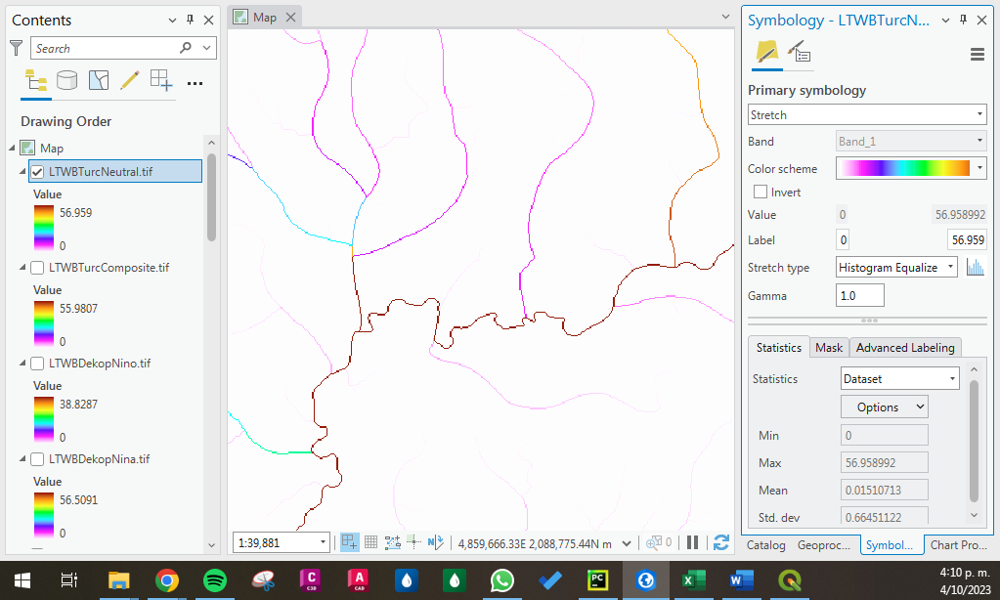 Contents
Search
Drawing Order
Map
LTWBTurcNeutral.tif
Value
56.959
0
LTWBTurcComposite.tif
Value
55.9807
0
LTWBDekopNino.tif
Value
38.8287
0
LTWBDekopNina.tif
Value
56.5091
0
Map
1:39,881
4,859,666.33E 2,088,775.44N m
0
Symbology - LTWBTurcN...
Primary symbology
Stretch
Band Band_1
Color scheme
Invert
Value 0 56.958992
Label 0 56.959
Stretch type Histogram Equalize
Gamma 1.0
Statistics Mask Advanced Labeling
Statistics Dataset
Options
Min 0
Max 56.958992
Mean 0.01510713
Std. dev 0.66451122
Catalog Geoproc... Symbol... Chart Pro...
C
C3D
A
CAD
PC
X
W
4:10 p. m.
4/10/2023